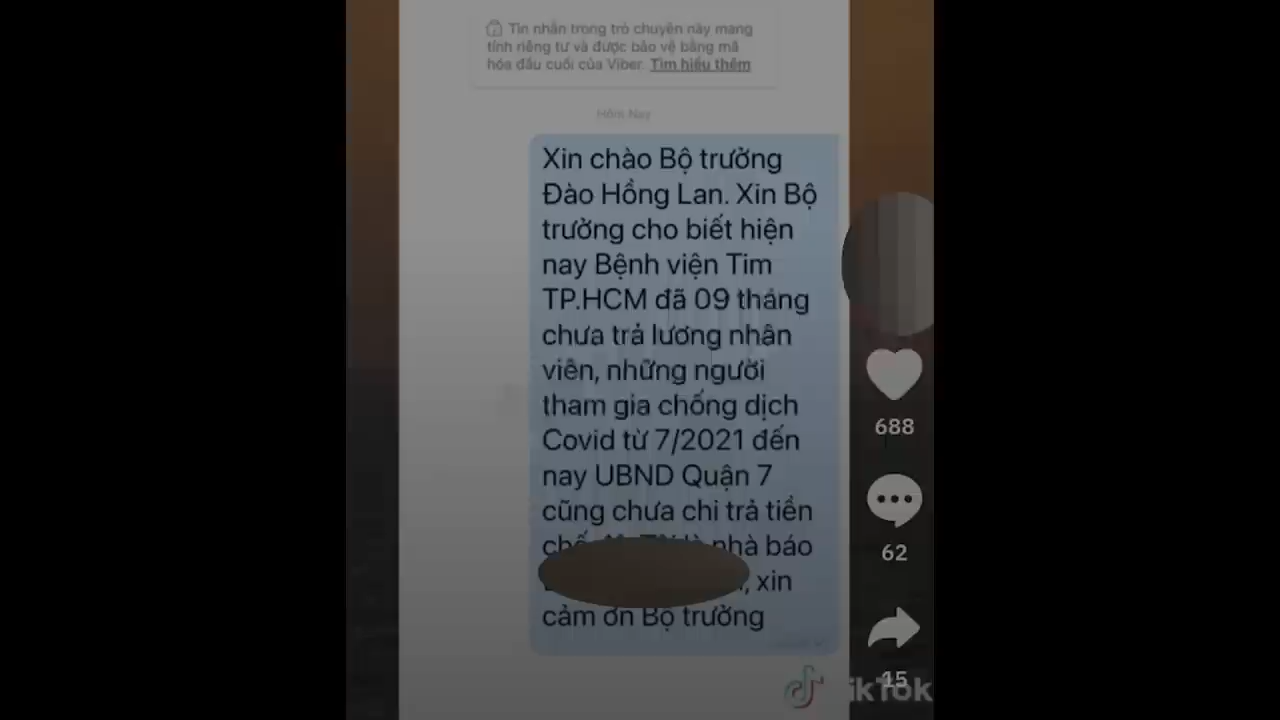 Tin nhắn trong trò chuyện này mang
tính riêng tư và được bảo vệ bằng mã
hóa đầu cuối của Viber. Tìm hiểu thêm
Hôm Nay
Xin chào Bộ trưởng
Đào Hồng Lan. Xin Bộ
trưởng cho biết hiện
nay Bệnh viện Tim
TP.HCM đã 09 tháng
chưa trả lương nhân
viên, những người
tham gia chống dịch
Covid từ 7/2021 đến
nay UBND Quận 7
cũng chưa chi trả tiền
nhà báo
, xin
cảm ơn Bộ trưởng
688
62
15
TikTok